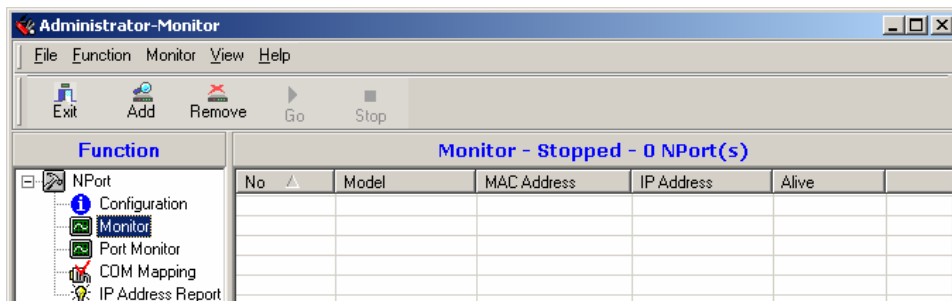 Administrator-Monitor
File Function Monitor View Help
Exit Add Remove Go Stop
Function
Monitor - Stopped - 0 NPort(s)
No Model MAC Address IP Address Alive
NPort
Configuration
Monitor
Port Monitor
COM Mapping
IP Address Report